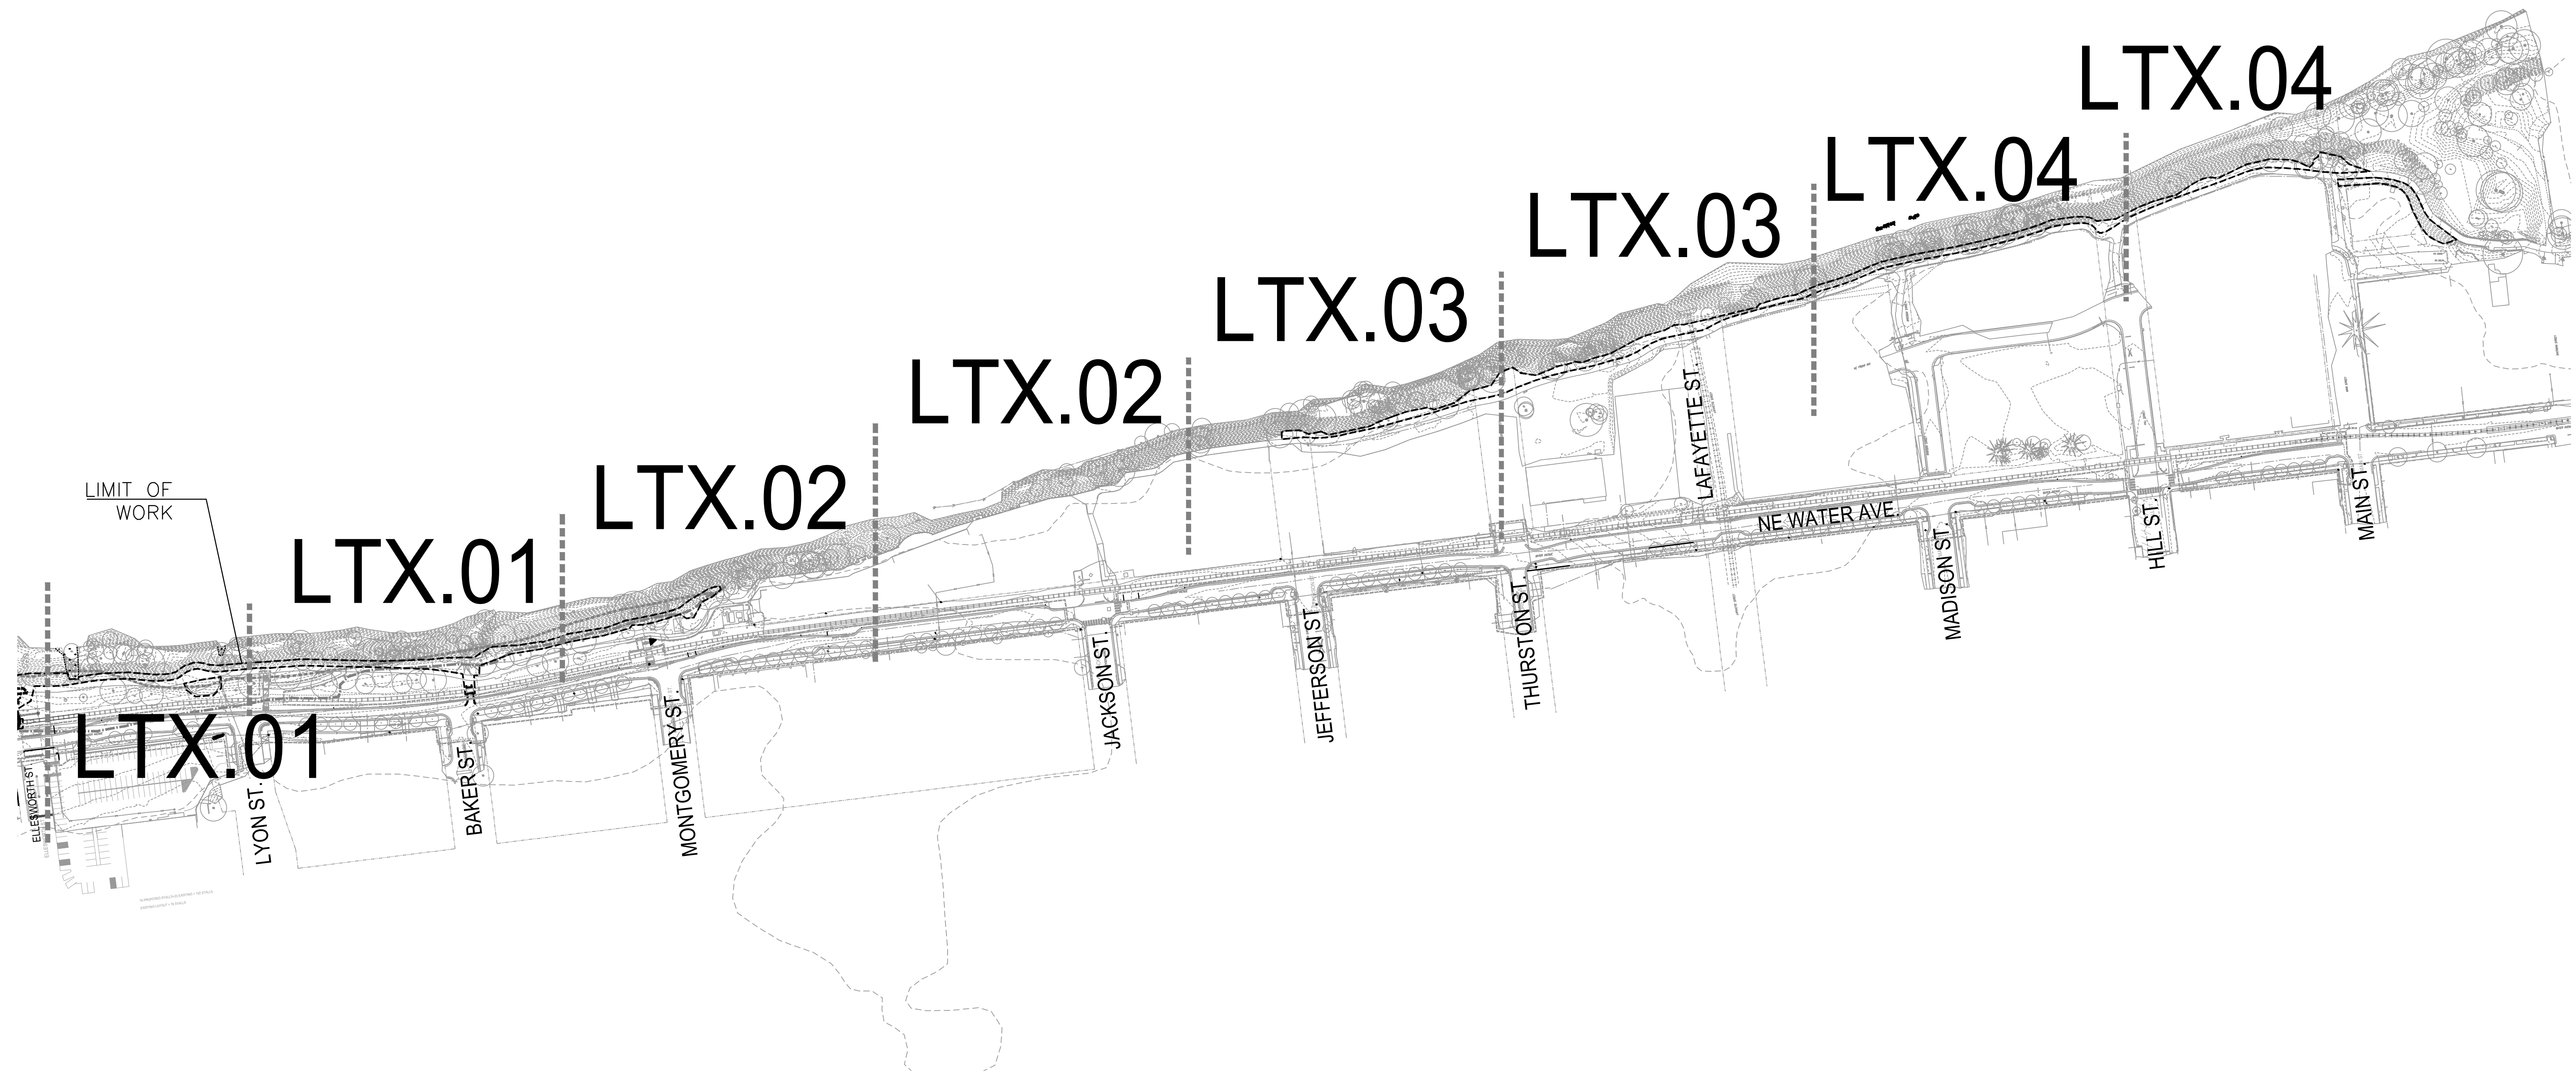 LTX.04
LTX.04
LTX.03
LTX.03
LTX.02
LTX.02
LTX.01
LTX.01
LIMIT OF
WORK
ELLESWORTH ST.
LYON ST.
BAKER ST.
MONTGOMERY ST.
JACKSON ST.
JEFFERSON ST.
THURSTON ST.
LAFAYETTE ST.
NE WATER AVE.
MADISON ST.
HILL ST.
MAIN ST.